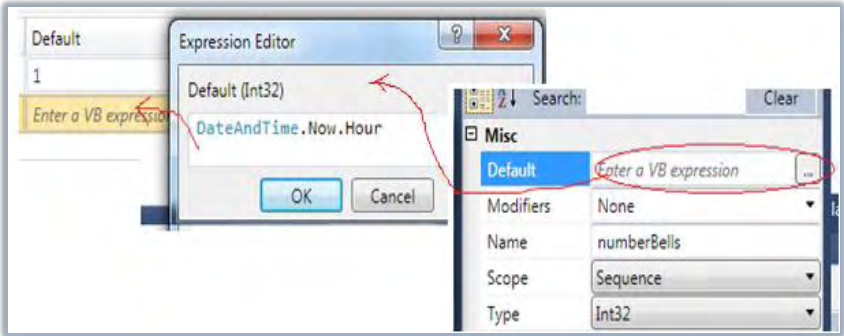 Default
1
Enter a VB expression
Expression Editor
Default (Int32)
DateAndTime.Now.Hour
OK Cancel
Search: Clear
Misc
Default Enter a VB expression ...
Modifiers None
Name numberBells
Scope Sequence
Type Int32